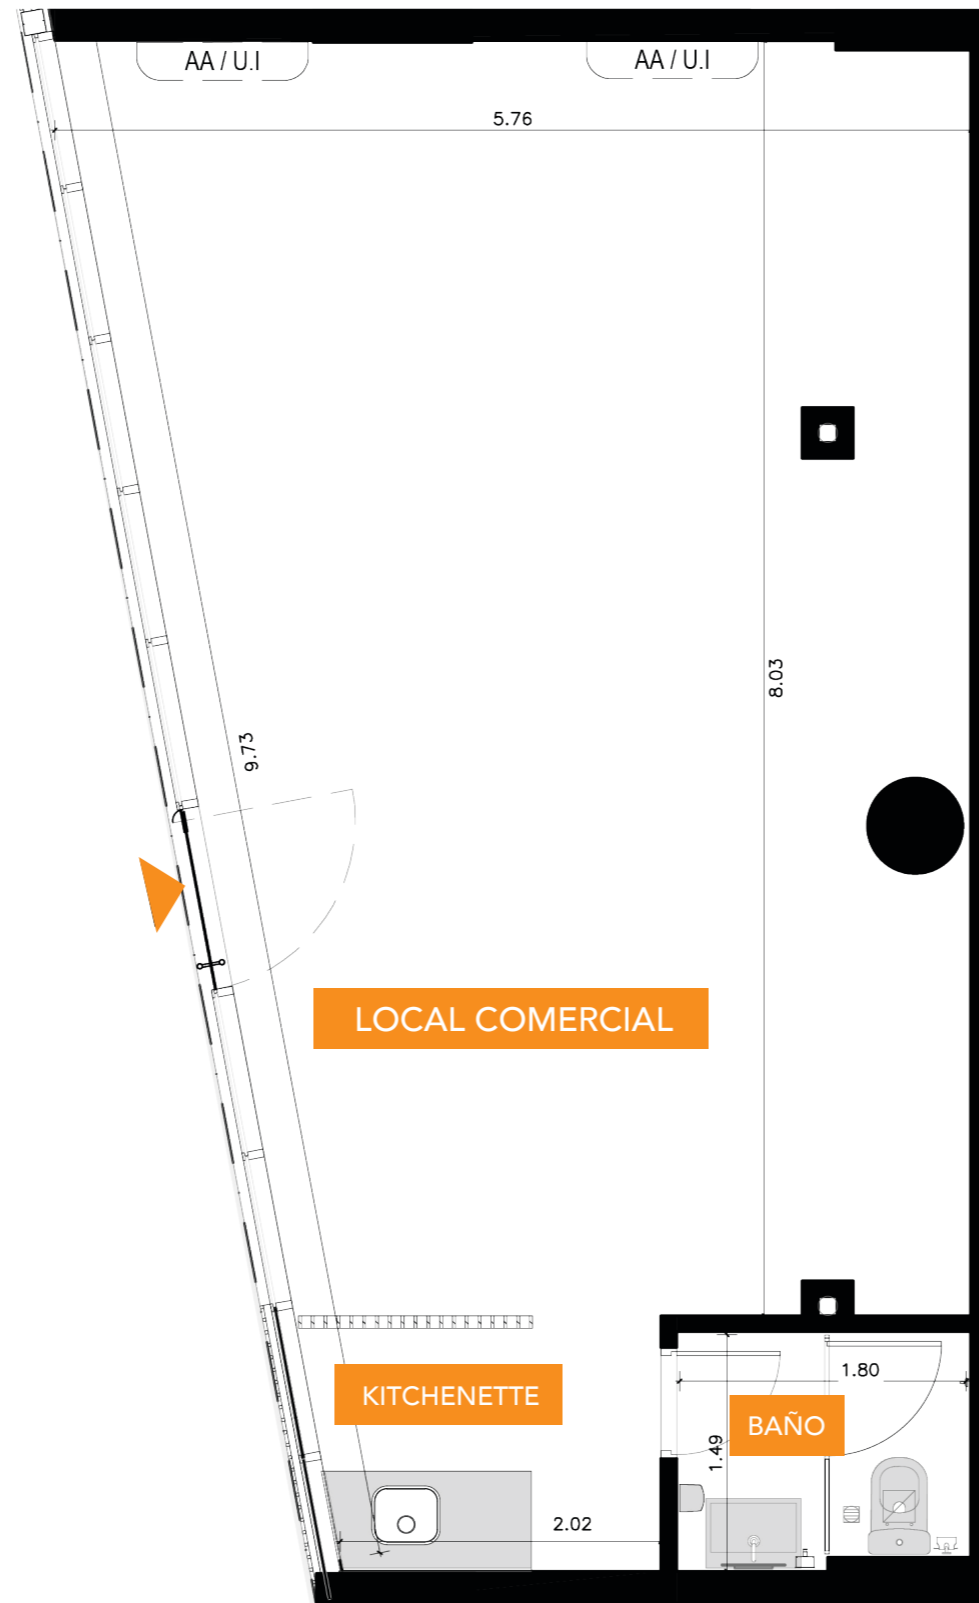 AA / U.I
AA / U.I
5.76
8.03
9.73
LOCAL COMERCIAL
1.80
KITCHENETTE
BAÑO
1.49
2.02